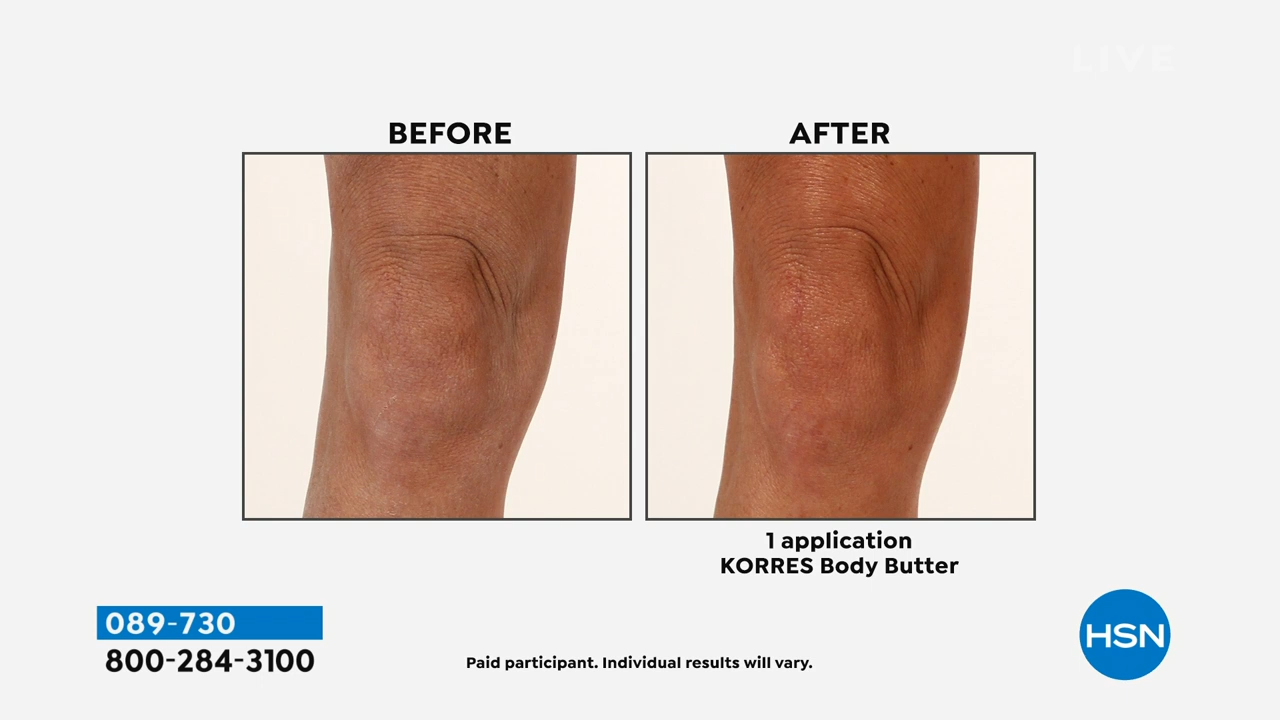 LIVE
BEFORE
AFTER
1 application
KORRES Body Butter
089-730
800-284-3100
Paid participant. Individual results will vary.
HSN